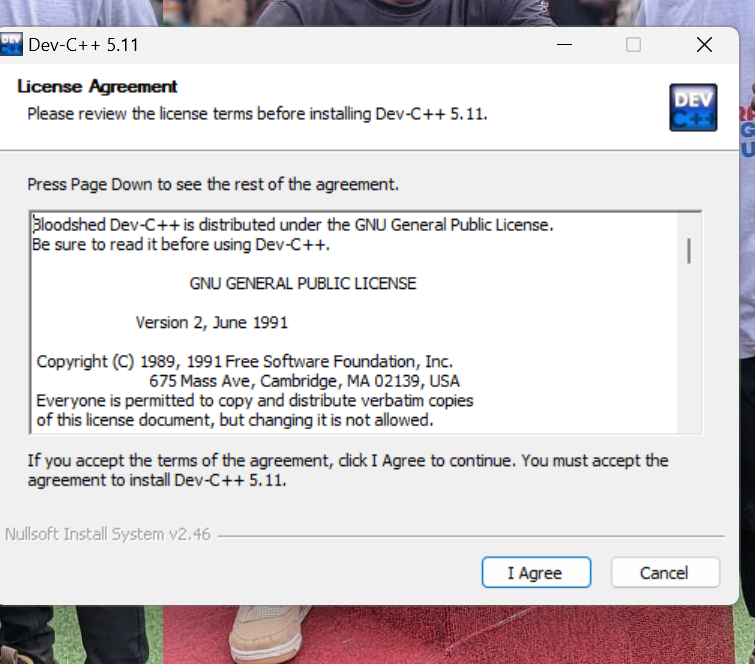 DEV
C++
Dev-C++ 5.11
License Agreement
Please review the license terms before installing Dev-C++ 5.11.
DEV
C++
Press Page Down to see the rest of the agreement.
Bloodshed Dev-C++ is distributed under the GNU General Public License.
Be sure to read it before using Dev-C++.
GNU GENERAL PUBLIC LICENSE
Version 2, June 1991
Copyright (C) 1989, 1991 Free Software Foundation, Inc.
675 Mass Ave, Cambridge, MA 02139, USA
Everyone is permitted to copy and distribute verbatim copies
of this license document, but changing it is not allowed.
If you accept the terms of the agreement, click I Agree to continue. You must accept the
agreement to install Dev-C++ 5.11.
Nullsoft Install System v2.46
I Agree
Cancel